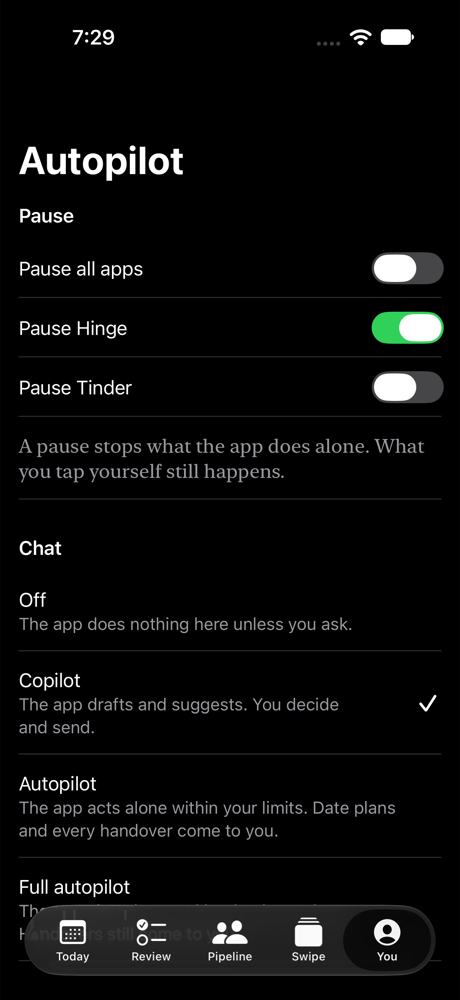 7:29
Autopilot
Pause
Pause all apps
Pause Hinge
Pause Tinder
A pause stops what the app does alone. What
you tap yourself still happens.
Chat
Off
The app does nothing here unless you ask.
Copilot
The app drafts and suggests. You decide
and send.
Autopilot
The app acts alone within your limits. Date plans
and every handover come to you.
Full autopilot
Today
Review
Pipeline
Swipe
You